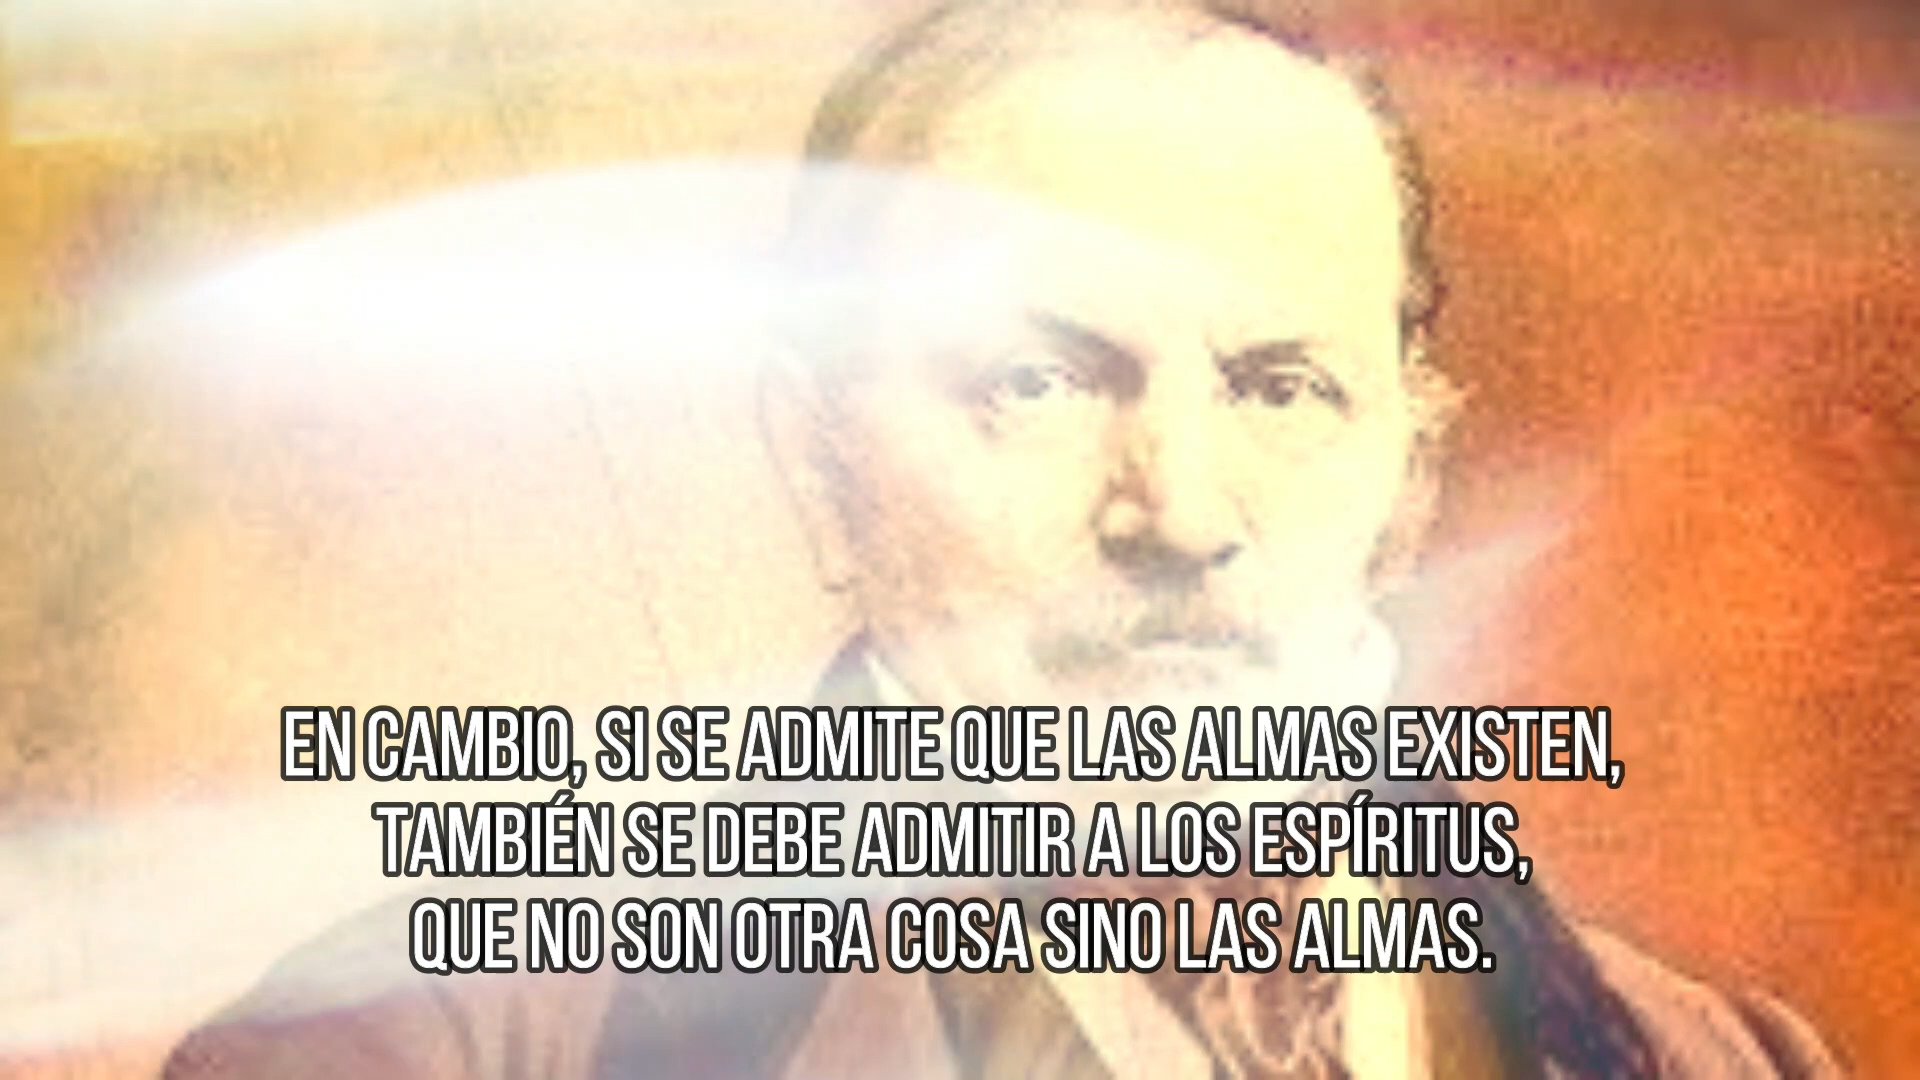 EN CAMBIO, SI SE ADMITE QUE LAS ALMAS EXISTEN,
TAMBIÉN SE DEBE ADMITIR A LOS ESPÍRITUS,
QUE NO SON OTRA COSA SINO LAS ALMAS.